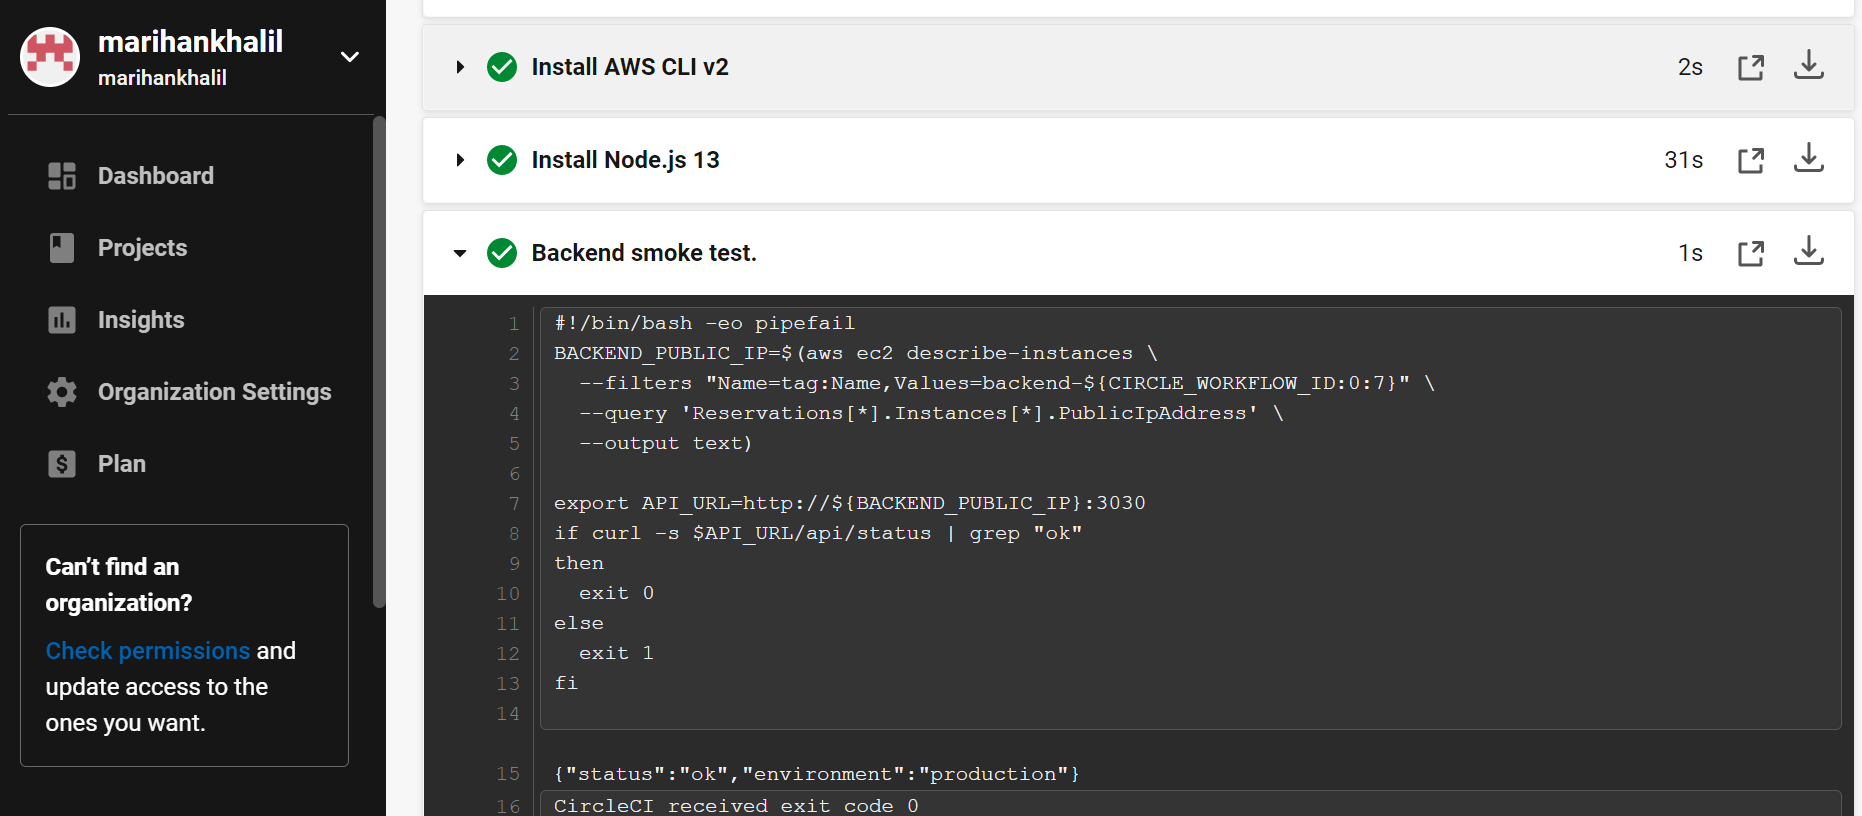 marihankhalil
marihankhalil
Dashboard
Projects
Insights
Organization Settings
Plan
Can't find an
organization?
Check permissions and
update access to the
ones you want.
Install AWS CLI v2 2s
Install Node.js 13 31s
Backend smoke test. 1s
1 #!/bin/bash -eo pipefail
2 BACKEND_PUBLIC_IP=$(aws ec2 describe-instances \
3   --filters "Name=tag:Name,Values=backend-${CIRCLE_WORKFLOW_ID:0:7}" \
4   --query 'Reservations[*].Instances[*].PublicIpAddress' \
5   --output text)
6
7 export API_URL=http://${BACKEND_PUBLIC_IP}:3030
8 if curl -s $API_URL/api/status | grep "ok"
9 then
10   exit 0
11 else
12   exit 1
13 fi
14
15 {"status":"ok","environment":"production"}
16 CircleCI received exit code 0